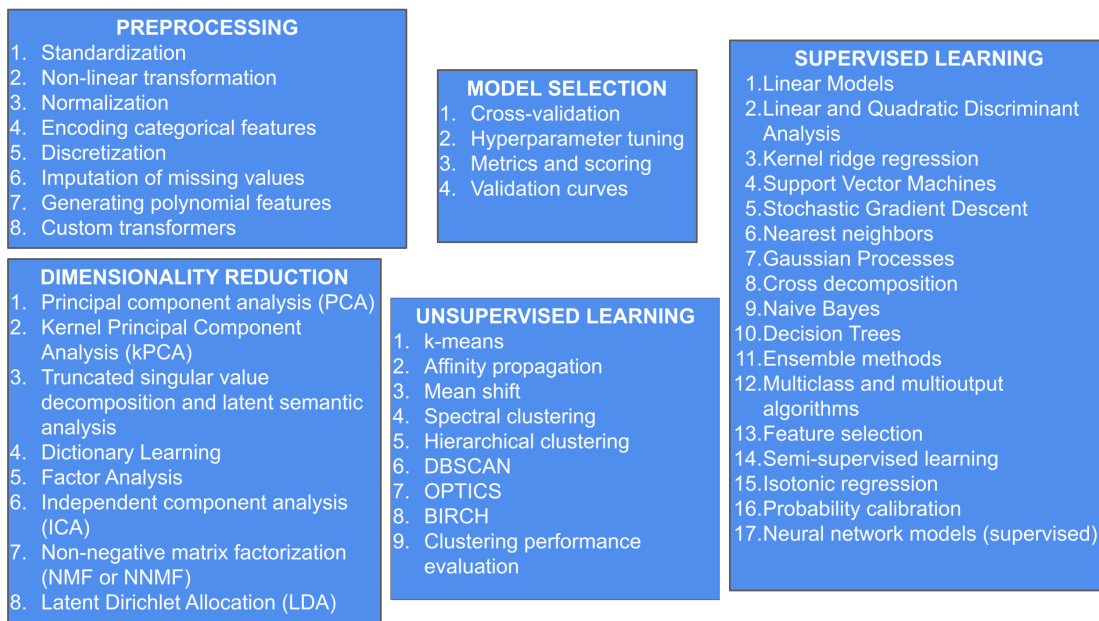 PREPROCESSING
1. Standardization
2. Non-linear transformation
3. Normalization
4. Encoding categorical features
5. Discretization
6. Imputation of missing values
7. Generating polynomial features
8. Custom transformers
DIMENSIONALITY REDUCTION
1. Principal component analysis (PCA)
2. Kernel Principal Component
Analysis (kPCA)
3. Truncated singular value
decomposition and latent semantic
analysis
4. Dictionary Learning
5. Factor Analysis
6. Independent component analysis
(ICA)
7. Non-negative matrix factorization
(NMF or NNMF)
8. Latent Dirichlet Allocation (LDA)
MODEL SELECTION
1. Cross-validation
2. Hyperparameter tuning
3. Metrics and scoring
4. Validation curves
UNSUPERVISED LEARNING
1. k-means
2. Affinity propagation
3. Mean shift
4. Spectral clustering
5. Hierarchical clustering
6. DBSCAN
7. OPTICS
8. BIRCH
9. Clustering performance
evaluation
SUPERVISED LEARNING
1.Linear Models
2.Linear and Quadratic Discriminant
Analysis
3.Kernel ridge regression
4.Support Vector Machines
5.Stochastic Gradient Descent
6.Nearest neighbors
7.Gaussian Processes
8.Cross decomposition
9.Naive Bayes
10.Decision Trees
11.Ensemble methods
12.Multiclass and multioutput
algorithms
13.Feature selection
14.Semi-supervised learning
15.Isotonic regression
16.Probability calibration
17.Neural network models (supervised)